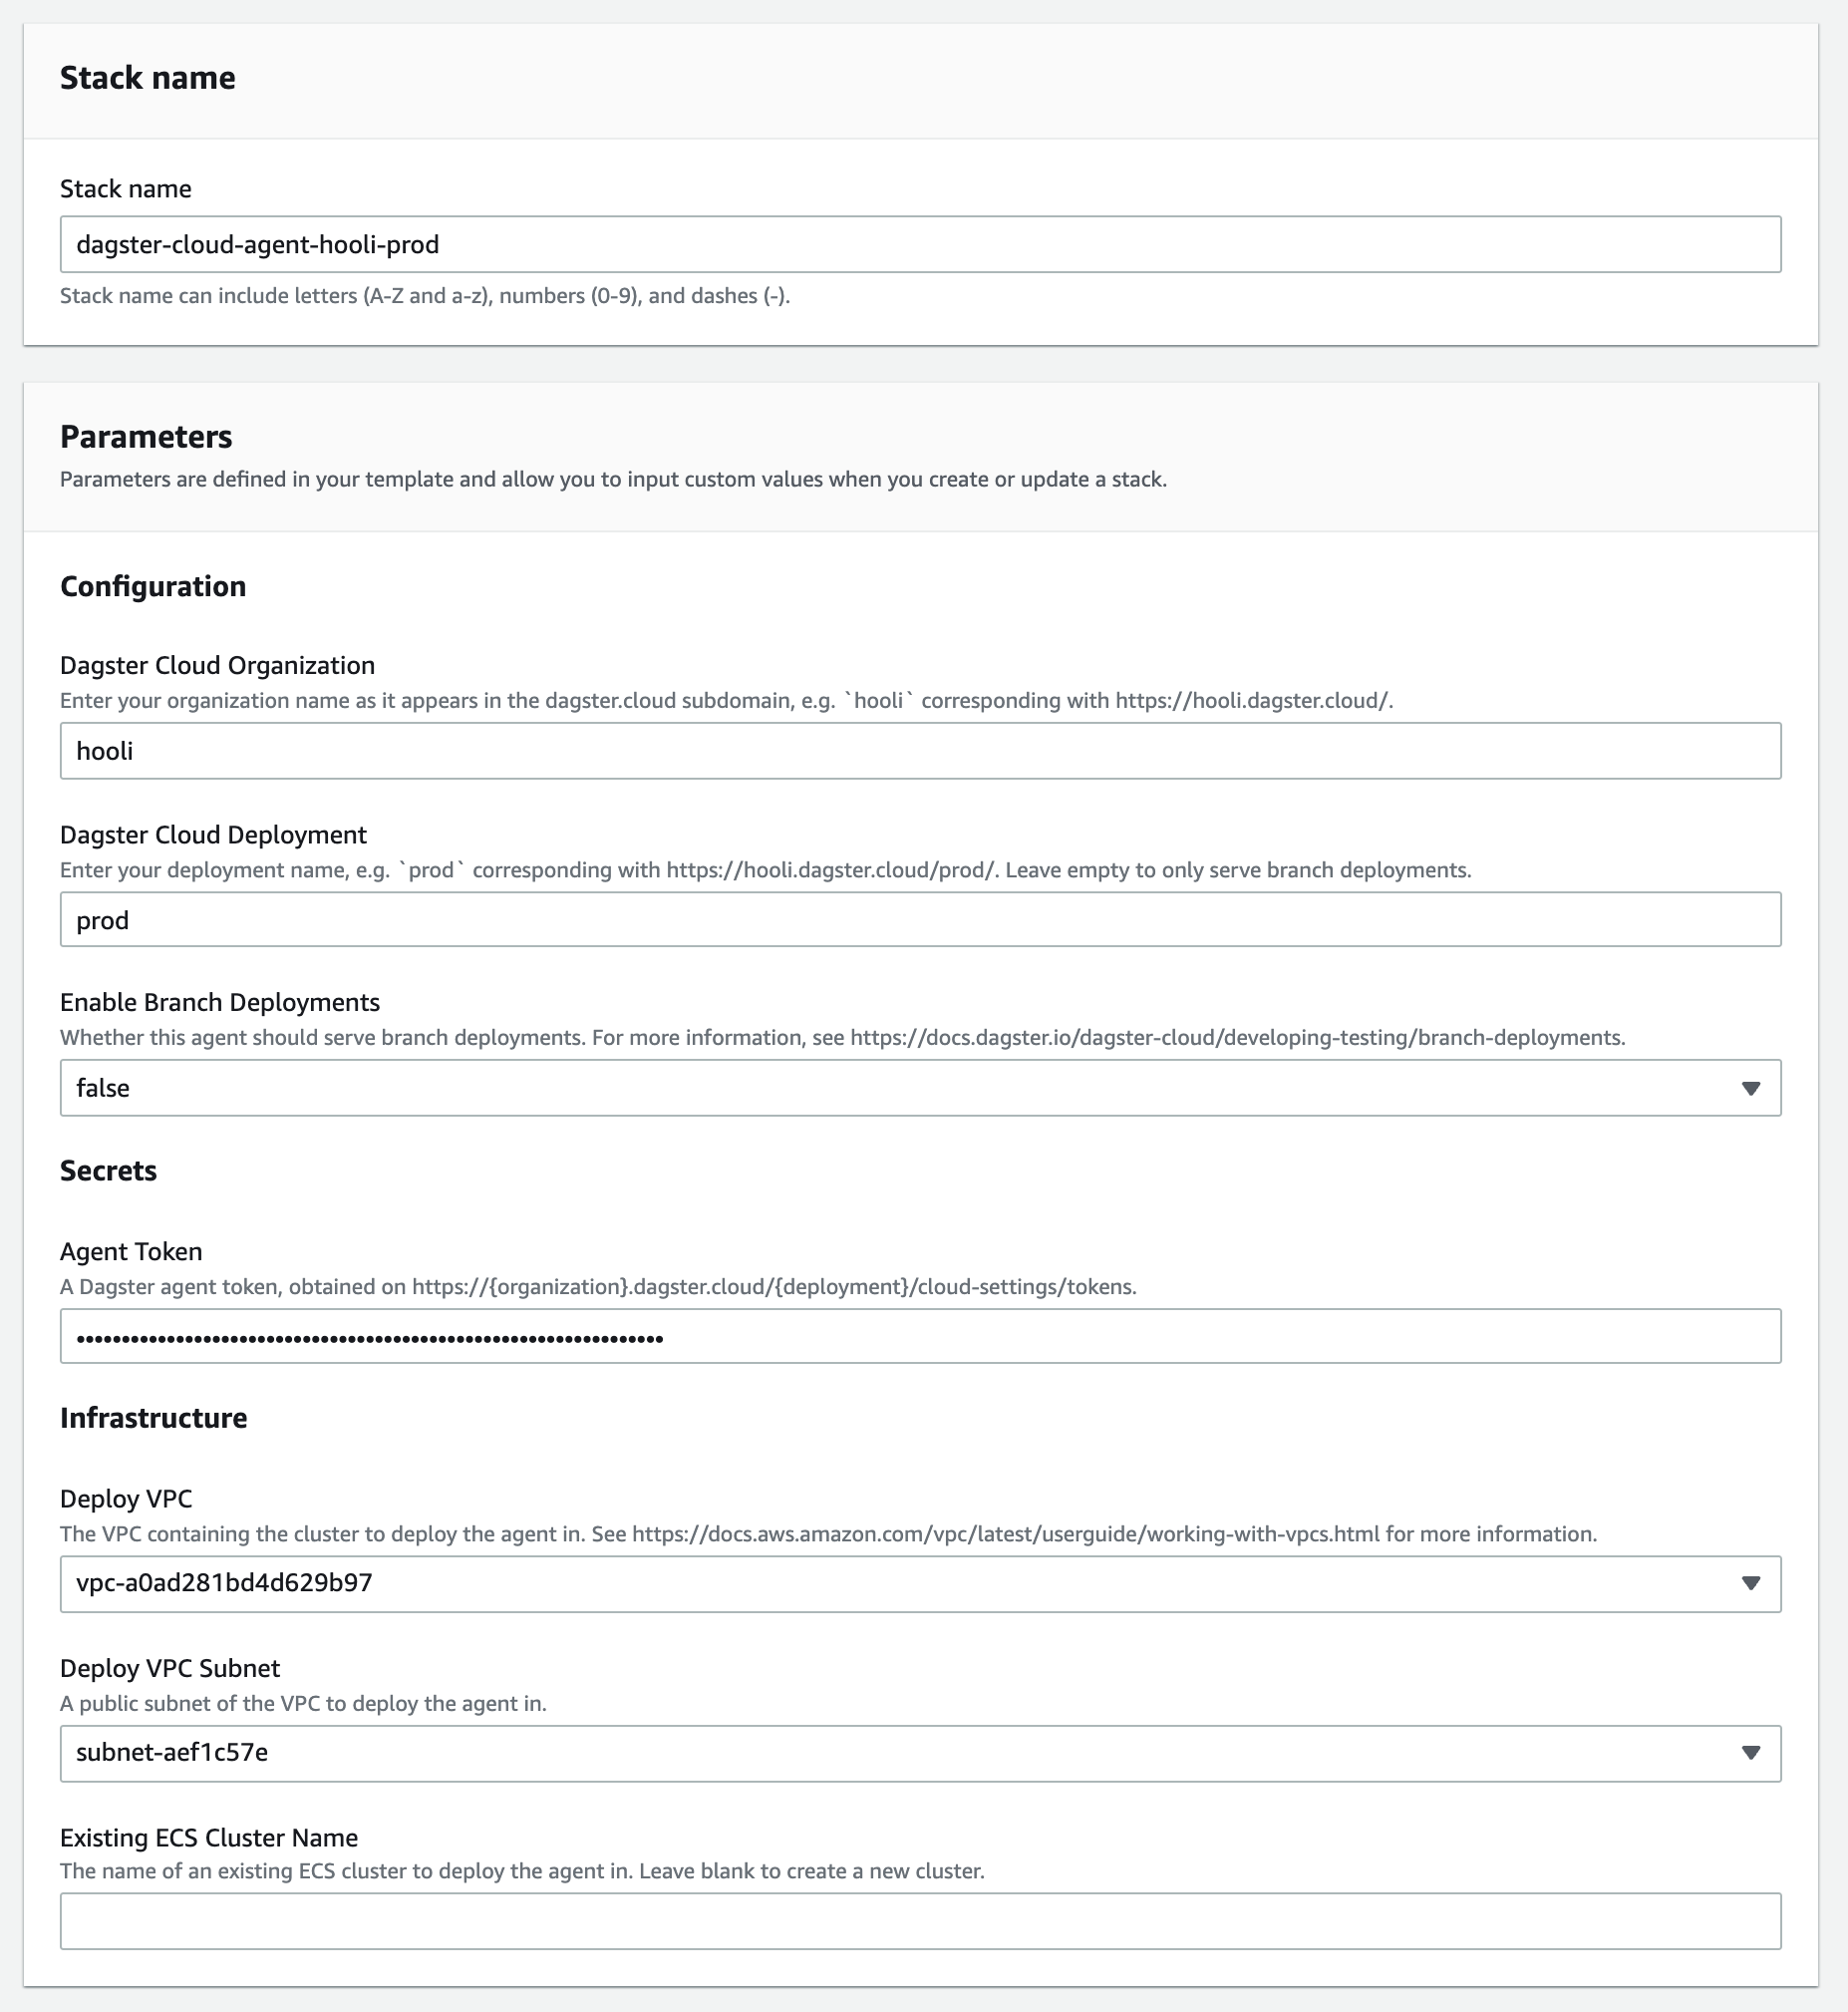 Stack name
Stack name
dagster-cloud-agent-hooli-prod
Stack name can include letters (A-Z and a-z), numbers (0-9), and dashes (-).
Parameters
Parameters are defined in your template and allow you to input custom values when you create or update a stack.
Configuration
Dagster Cloud Organization
Enter your organization name as it appears in the dagster.cloud subdomain, e.g. `hooli` corresponding with https://hooli.dagster.cloud/.
hooli
Dagster Cloud Deployment
Enter your deployment name, e.g. `prod` corresponding with https://hooli.dagster.cloud/prod/. Leave empty to only serve branch deployments.
prod
Enable Branch Deployments
Whether this agent should serve branch deployments. For more information, see https://docs.dagster.io/dagster-cloud/developing-testing/branch-deployments.
false
Secrets
Agent Token
A Dagster agent token, obtained on https://{organization}.dagster.cloud/{deployment}/cloud-settings/tokens.
Infrastructure
Deploy VPC
The VPC containing the cluster to deploy the agent in. See https://docs.aws.amazon.com/vpc/latest/userguide/working-with-vpcs.html for more information.
vpc-a0ad281bd4d629b97
Deploy VPC Subnet
A public subnet of the VPC to deploy the agent in.
subnet-aef1c57e
Existing ECS Cluster Name
The name of an existing ECS cluster to deploy the agent in. Leave blank to create a new cluster.